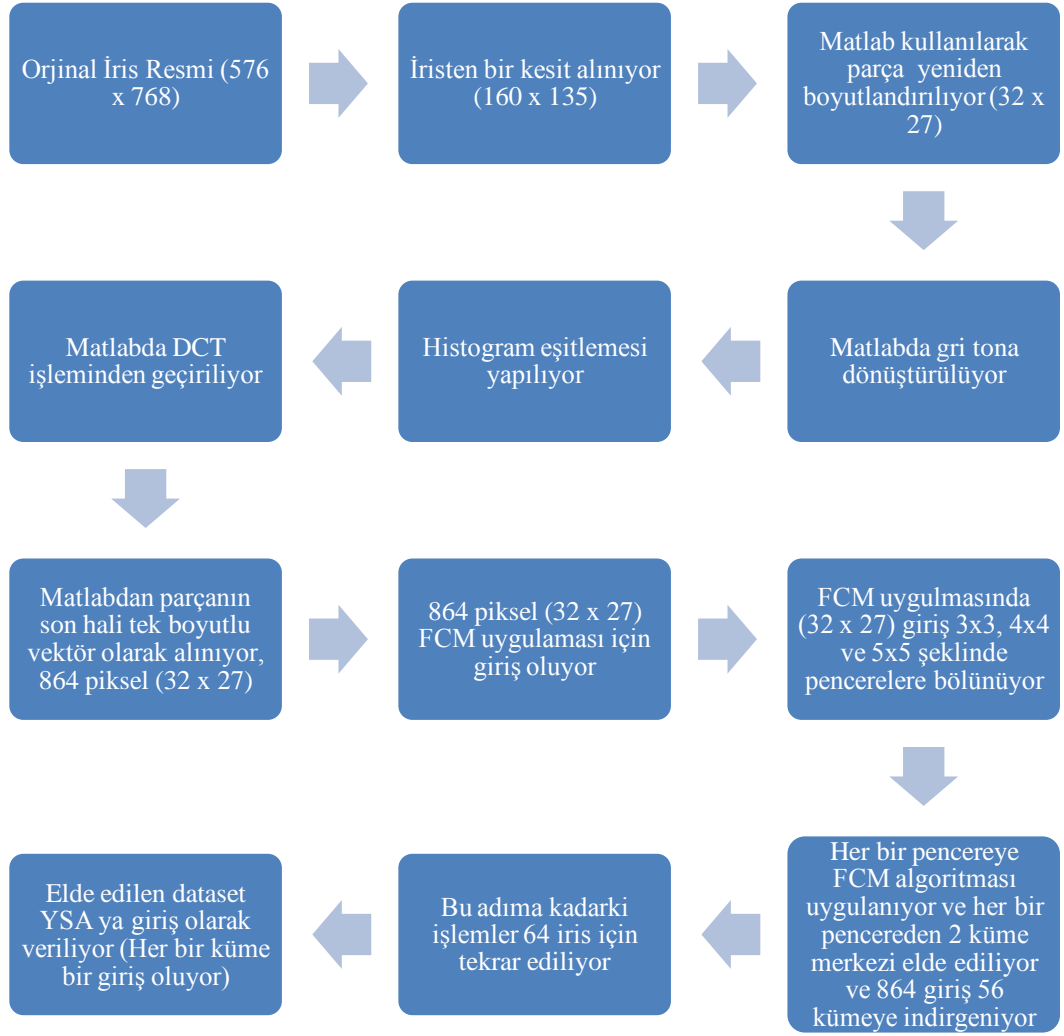 Orjinal İris Resmi (576
x 768)
İristen bir kesit alınıyor
(160 x 135)
Matlab kullanılarak
parça yeniden
boyutlandırılıyor (32 x
27)
Matlabda gri tona
dönüştürülüyor
Histogram eşitlemesi
yapılıyor
Matlabda DCT
işleminden geçiriliyor
Matlabdan parçanın
son hali tek boyutlu
vektör olarak alınıyor,
864 piksel (32 x 27)
864 piksel (32 x 27)
FCM uygulaması için
giriş oluyor
FCM uygulmasında
(32 x 27) giriş 3x3, 4x4
ve 5x5 şeklinde
pencerelere bölünüyor
Her bir pencereye
FCM algoritması
uygulanıyor ve her bir
pencereden 2 küme
merkezi elde ediliyor
ve 864 giriş 56
kümeye indirgeniyor
Bu adıma kadarki
işlemler 64 iris için
tekrar ediliyor
Elde edilen dataset
YSA ya giriş olarak
veriliyor (Her bir küme
bir giriş oluyor)